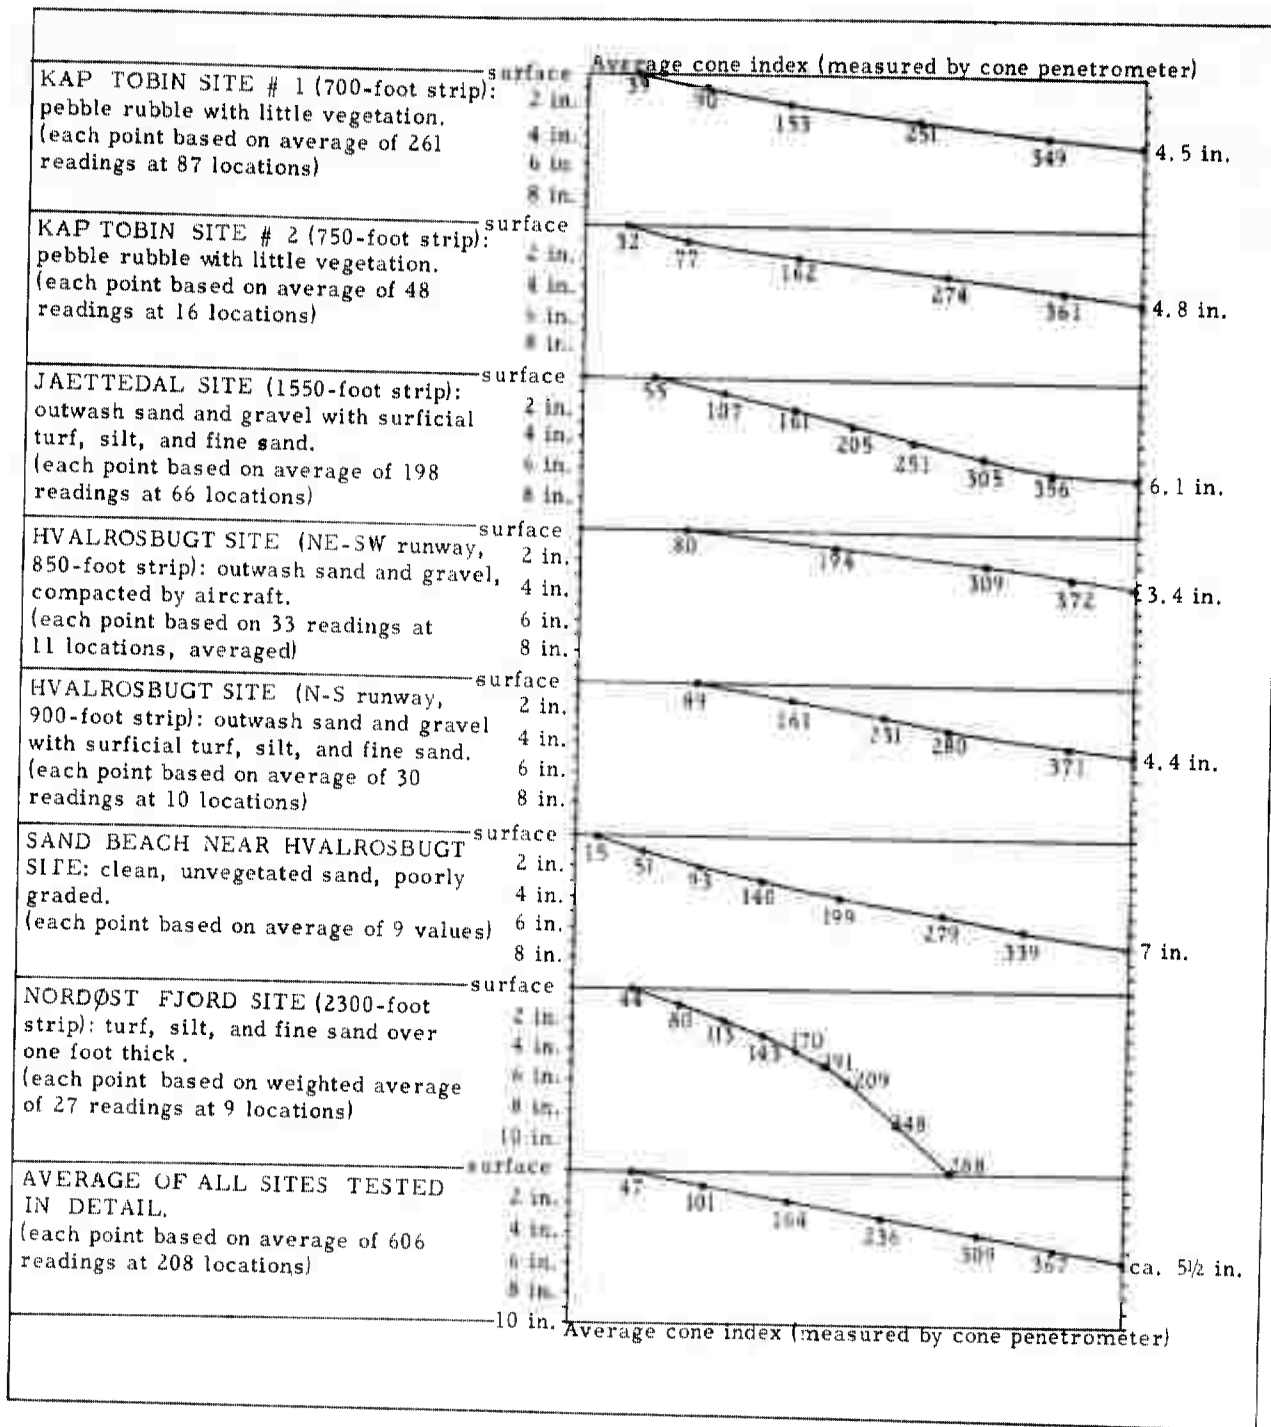 Average cone index (measured by cone penetrometer)
KAP TOBIN SITE # 1 (700-foot strip):
pebble rubble with little vegetation.
(each point based on average of 261
readings at 87 locations)
surface
2 in.
4 in.
6 in.
8 in.
39 90 153 251 349
4.5 in.
KAP TOBIN SITE # 2 (750-foot strip):
pebble rubble with little vegetation.
(each point based on average of 48
readings at 16 locations)
surface
2 in.
4 in.
6 in.
8 in.
32 77 162 274 361
4.8 in.
JAETTEDAL SITE (1550-foot strip):
outwash sand and gravel with surficial
turf, silt, and fine sand.
(each point based on average of 198
readings at 66 locations)
surface
2 in.
4 in.
6 in.
8 in.
55 107 161 205 251 305 356
6.1 in.
HVALROSBUGT SITE (NE-SW runway,
850-foot strip): outwash sand and gravel,
compacted by aircraft.
(each point based on 33 readings at
11 locations, averaged)
surface
2 in.
4 in.
6 in.
8 in.
80 194 309 372
3.4 in.
HVALROSBUGT SITE (N-S runway,
900-foot strip): outwash sand and gravel
with surficial turf, silt, and fine sand.
(each point based on average of 30
readings at 10 locations)
surface
2 in.
4 in.
6 in.
8 in.
89 161 231 280 371
4.4 in.
SAND BEACH NEAR HVALROSBUGT
SITE: clean, unvegetated sand, poorly
graded.
(each point based on average of 9 values)
surface
2 in.
4 in.
6 in.
8 in.
15 51 93 140 199 279 339
7 in.
NORDØST FJORD SITE (2300-foot
strip): turf, silt, and fine sand over
one foot thick.
(each point based on weighted average
of 27 readings at 9 locations)
surface
2 in.
4 in.
6 in.
8 in.
10 in.
44 80 115 143 170 191 209 248 268
AVERAGE OF ALL SITES TESTED
IN DETAIL.
(each point based on average of 606
readings at 208 locations)
surface
2 in.
4 in.
6 in.
8 in.
10 in.
47 101 164 236 309 367
ca. 5½ in.
Average cone index (measured by cone penetrometer)